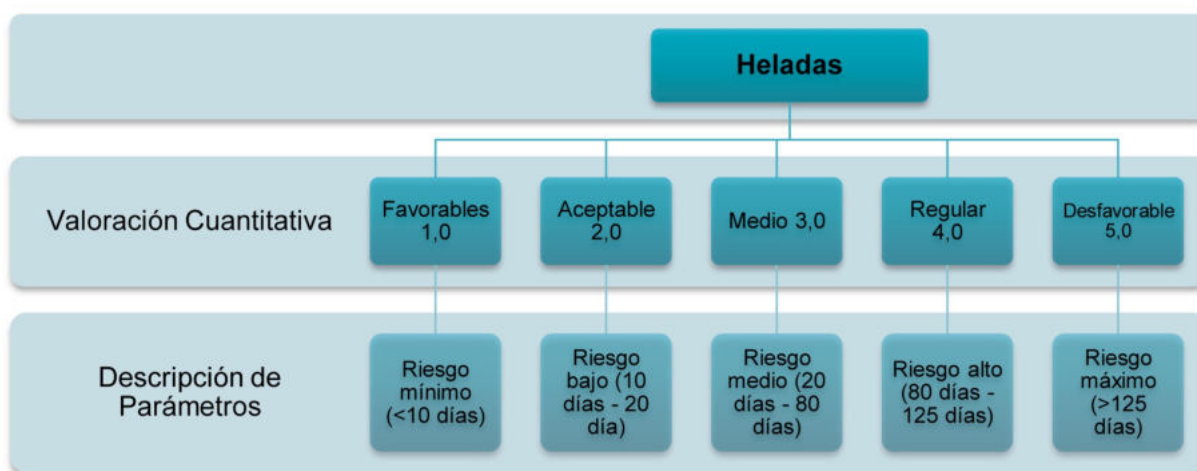 Heladas
Valoración Cuantitativa
Favorables
1,0
Aceptable
2,0
Medio 3,0
Regular
4,0
Desfavorable
5,0
Descripción de
Parámetros
Riesgo
mínimo
(<10 días)
Riesgo
bajo (10
días - 20
día)
Riesgo
medio (20
días - 80
días)
Riesgo alto
(80 días -
125 días)
Riesgo
máximo
(>125
días)